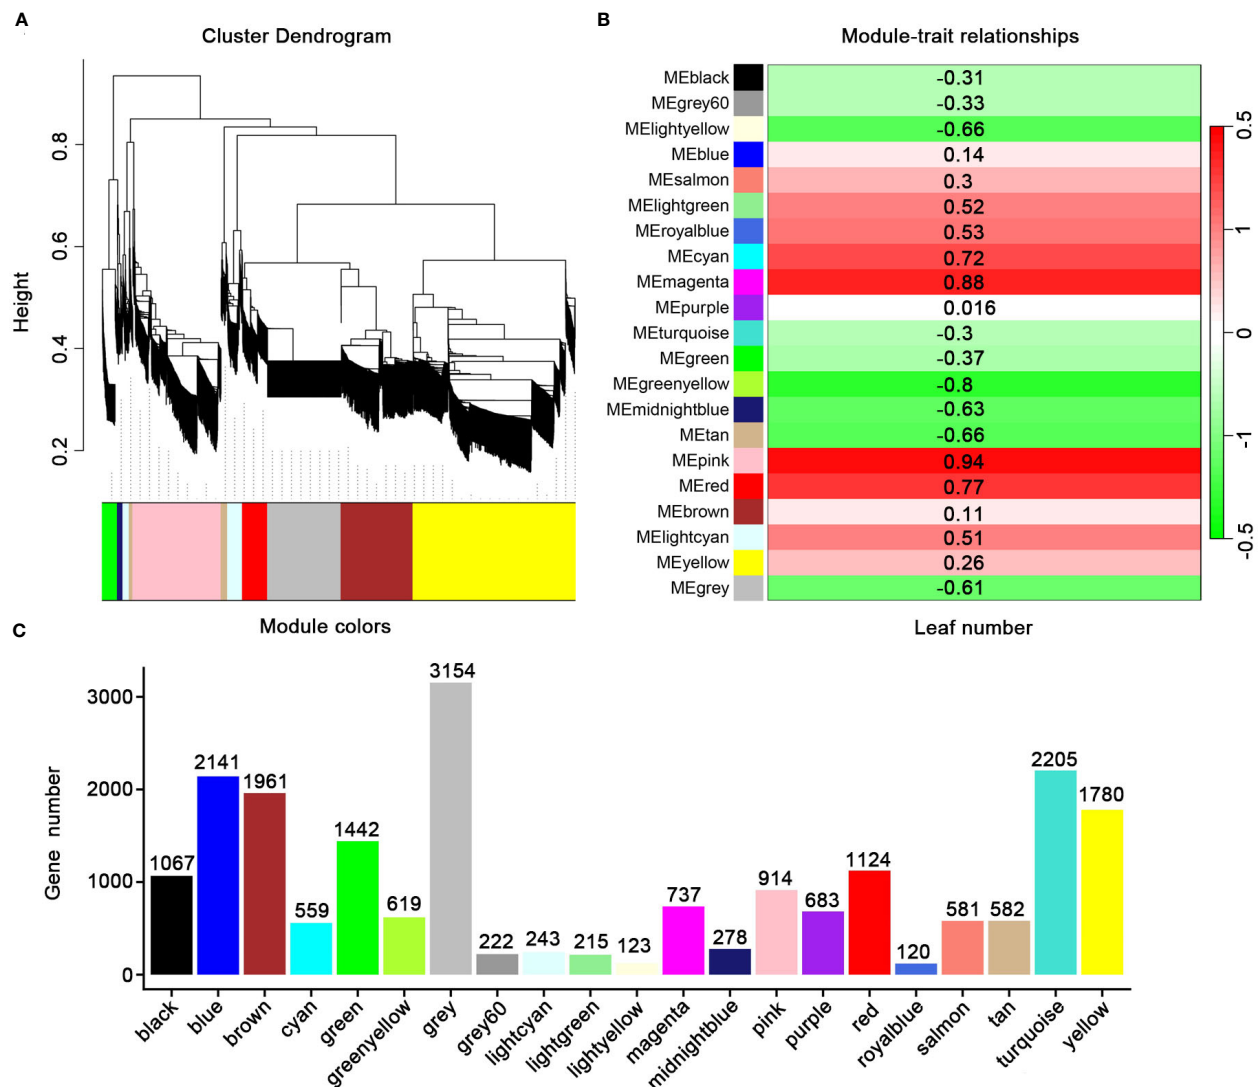 A
Cluster Dendrogram
Height
0.8
0.6
0.4
0.2
Module colors
B
Module-trait relationships
MEblack -0.31
MEgrey60 -0.33
MElightyellow -0.66
MEblue 0.14
MEsalmon 0.3
MElightgreen 0.52
MEroyalblue 0.53
MEcyan 0.72
MEmagenta 0.88
MEpurple 0.016
MEturquoise -0.3
MEgreen -0.37
MEgreenyellow -0.8
MEmidnightblue -0.63
MEtan -0.66
MEpink 0.94
MEred 0.77
MEbrown 0.11
MElightcyan 0.51
MEyellow 0.26
MEgrey -0.61
Leaf number
0.5
1
0
-1
-0.5
C
Gene number
3000
2000
1000
0
1067
2141
1961
559
1442
619
3154
222
243
215
123
737
278
914
683
1124
120
581
582
2205
1780
black
blue
brown
cyan
green
greenyellow
grey
grey60
lightcyan
lightgreen
lightyellow
magenta
midnightblue
pink
purple
red
royalblue
salmon
tan
turquoise
yellow